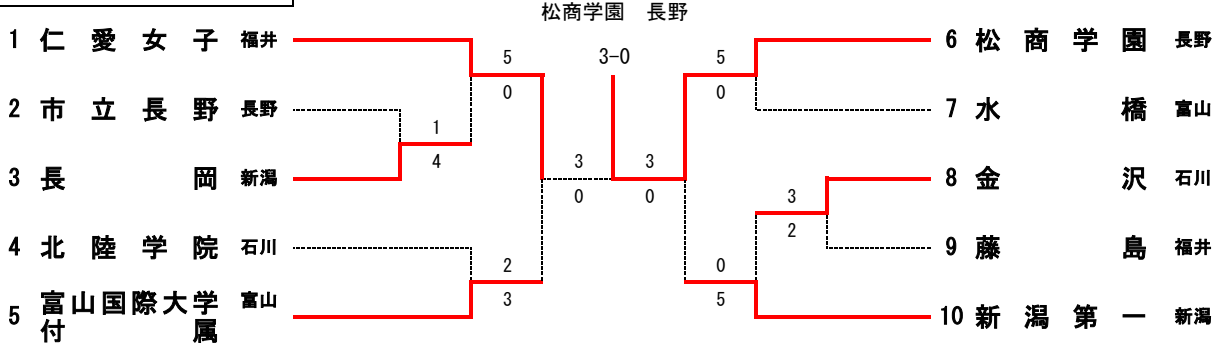 松商学園 長野
1 仁愛女子 福井
2 市立長野 長野
3 長岡 新潟
4 北陸学院 石川
5 富山国際大学付属 富山
5
0
1
4
2
3
3
0
3-0
3
0
5
0
3
2
0
5
6 松商学園 長野
7 水橋 富山
8 金沢 石川
9 藤島 福井
10 新潟第一 新潟